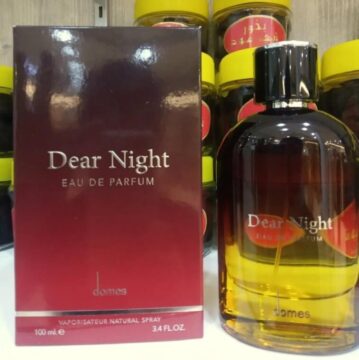 Dear Night
EAU DE PARFUM
domes
VAPORISATEUR NATURAL SPRAY
100 ml. e 3.4 FL.OZ.
Dear Night
EAU DE PARFUM
domes